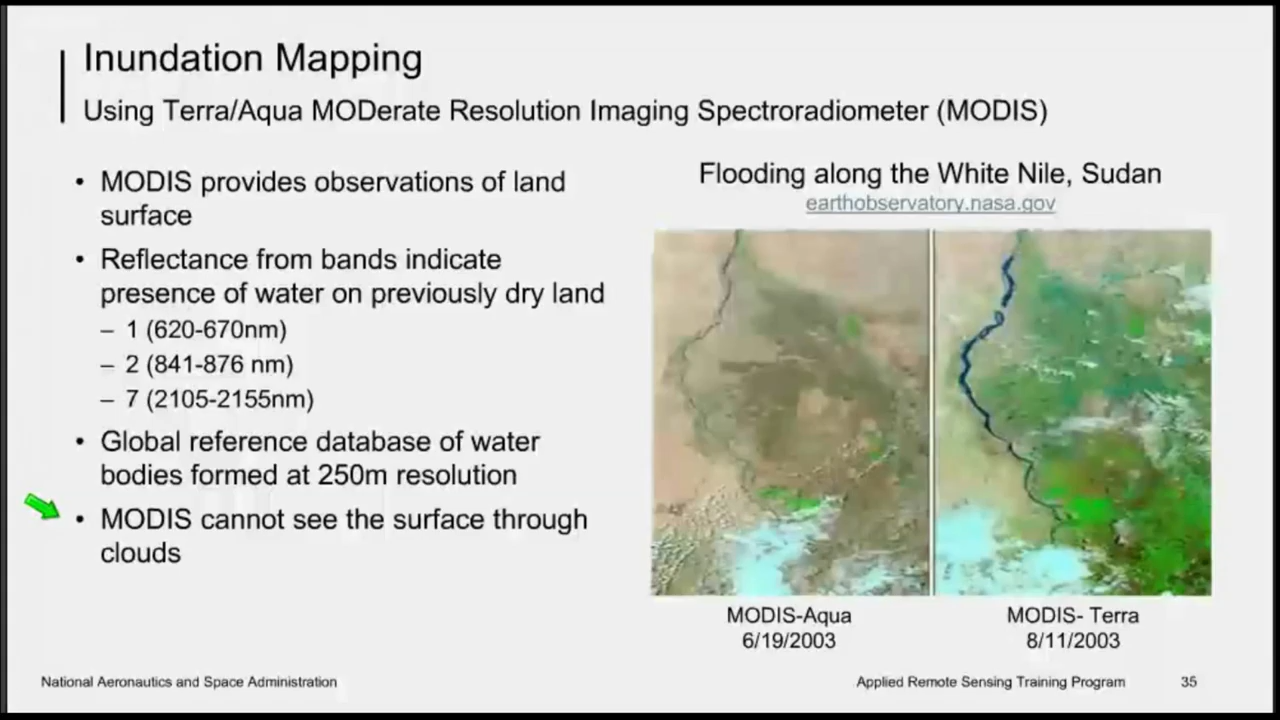 Inundation Mapping
Using Terra/Aqua MODerate Resolution Imaging Spectroradiometer (MODIS)
• MODIS provides observations of land
surface
• Reflectance from bands indicate
presence of water on previously dry land
– 1 (620-670nm)
– 2 (841-876 nm)
– 7 (2105-2155nm)
• Global reference database of water
bodies formed at 250m resolution
• MODIS cannot see the surface through
clouds
Flooding along the White Nile, Sudan
earthobservatory.nasa.gov
MODIS-Aqua
6/19/2003
MODIS- Terra
8/11/2003
National Aeronautics and Space Administration
Applied Remote Sensing Training Program
35